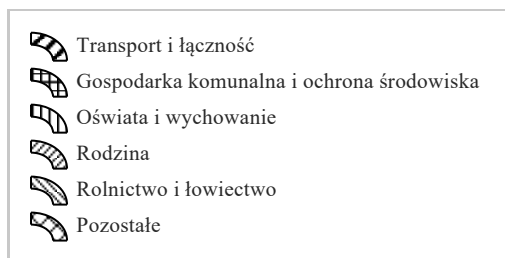 Transport i łączność
Gospodarka komunalna i ochrona środowiska
Oświata i wychowanie
Rodzina
Rolnictwo i łowiectwo
Pozostałe